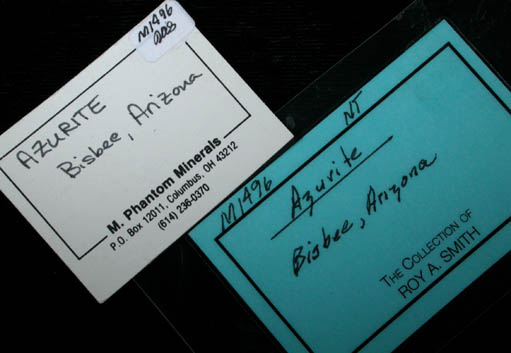 M1496
AZURITE
Bisbee, Arizona
M. Phantom Minerals
P.O. Box 12011, Columbus, OH 43212
(614) 236-0370
NT
M1496
Azurite
Bisbee, Arizona
THE COLLECTION OF
ROY A. SMITH